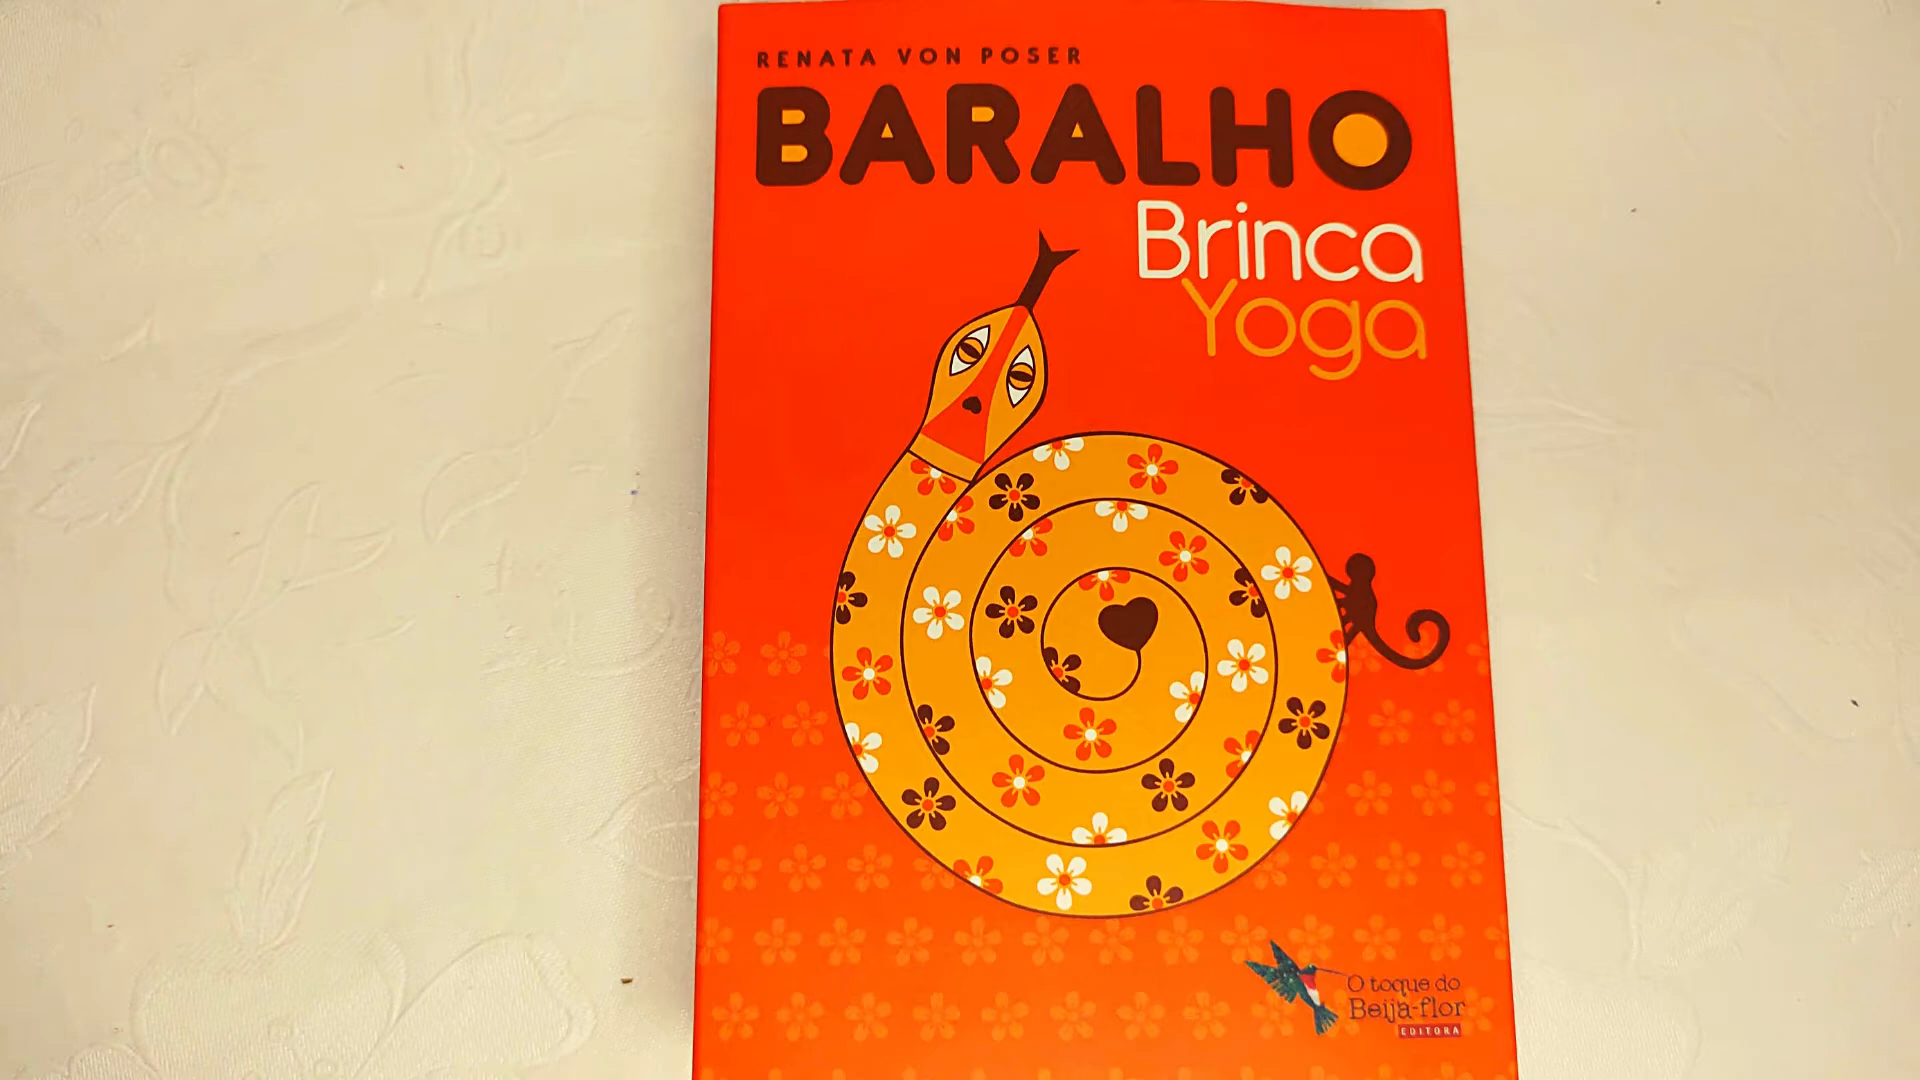 RENATA VON POSER
BARALHO
Brinca
Yoga
O toque do
Beija-flor
EDITORA